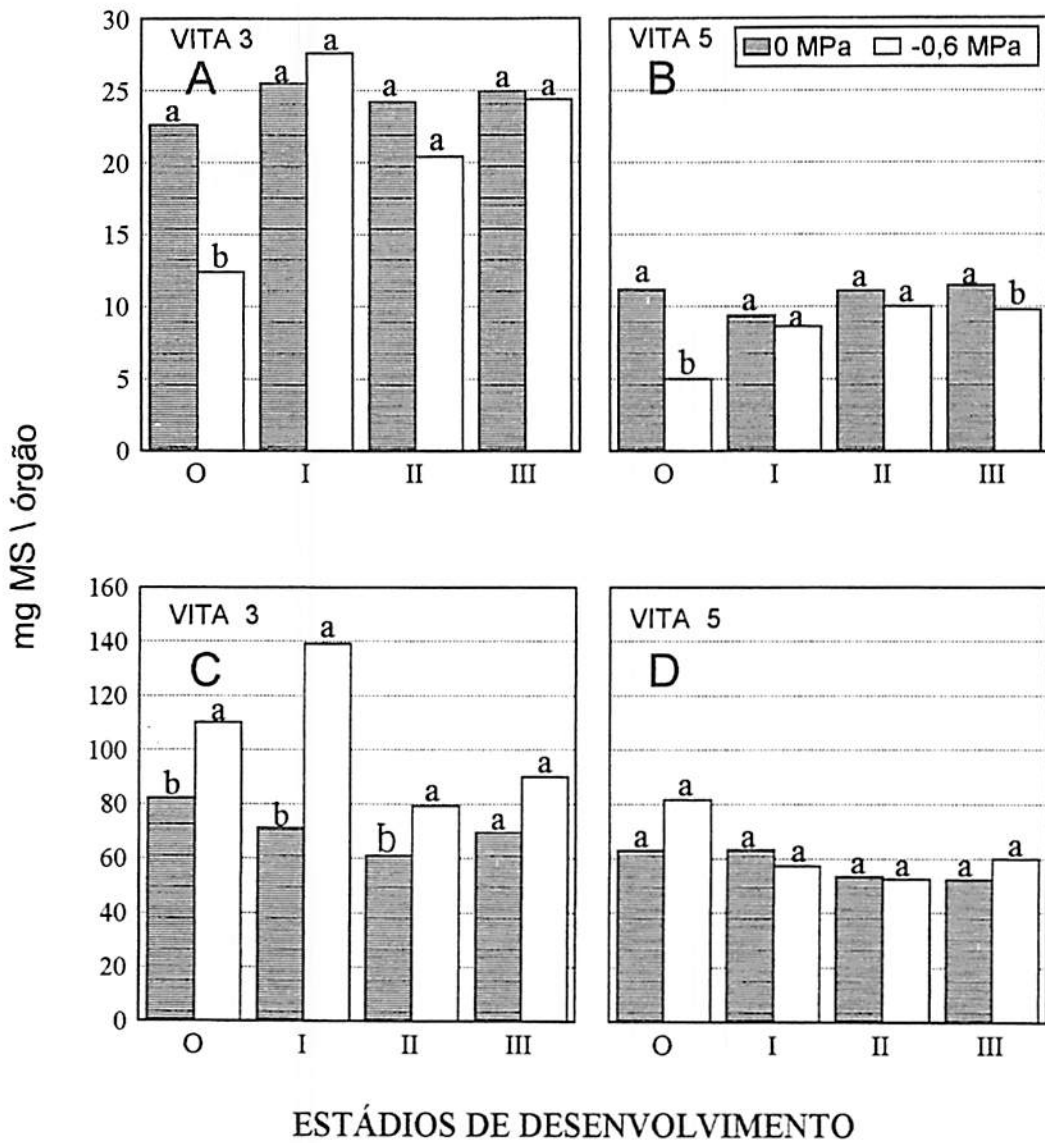 VITA 3
A
30
25
20
15
10
5
0
a
b
a
a
a
a
a
a
O
I
II
III
VITA 5
0 MPa
-0,6 MPa
B
a
b
a
a
a
a
a
b
O
I
II
III
mg MS \ órgão
VITA 3
C
160
140
120
100
80
60
40
20
0
b
a
b
a
b
a
a
a
O
I
II
III
VITA 5
D
a
a
a
a
a
a
a
a
O
I
II
III
ESTÁDIOS DE DESENVOLVIMENTO